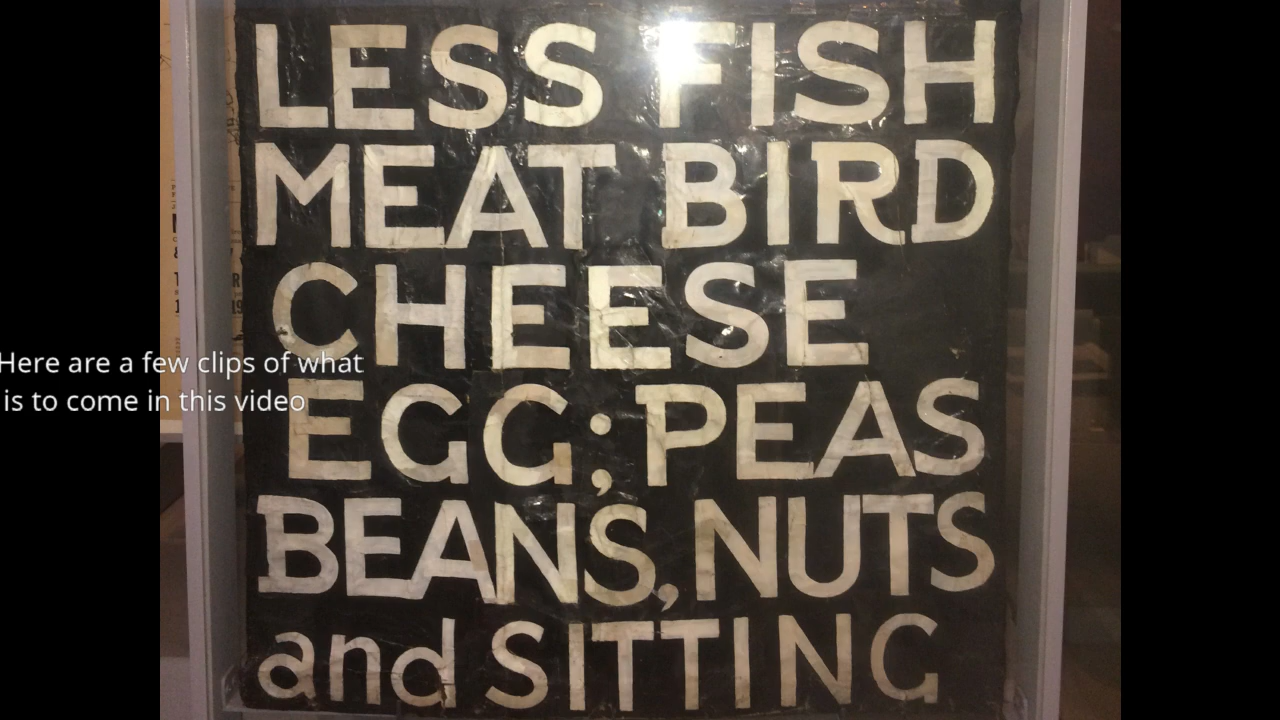 LESS FISH
MEAT BIRD
CHEESE
EGG; PEAS
BEANS, NUTS
and SITTING
Here are a few clips of what
is to come in this video